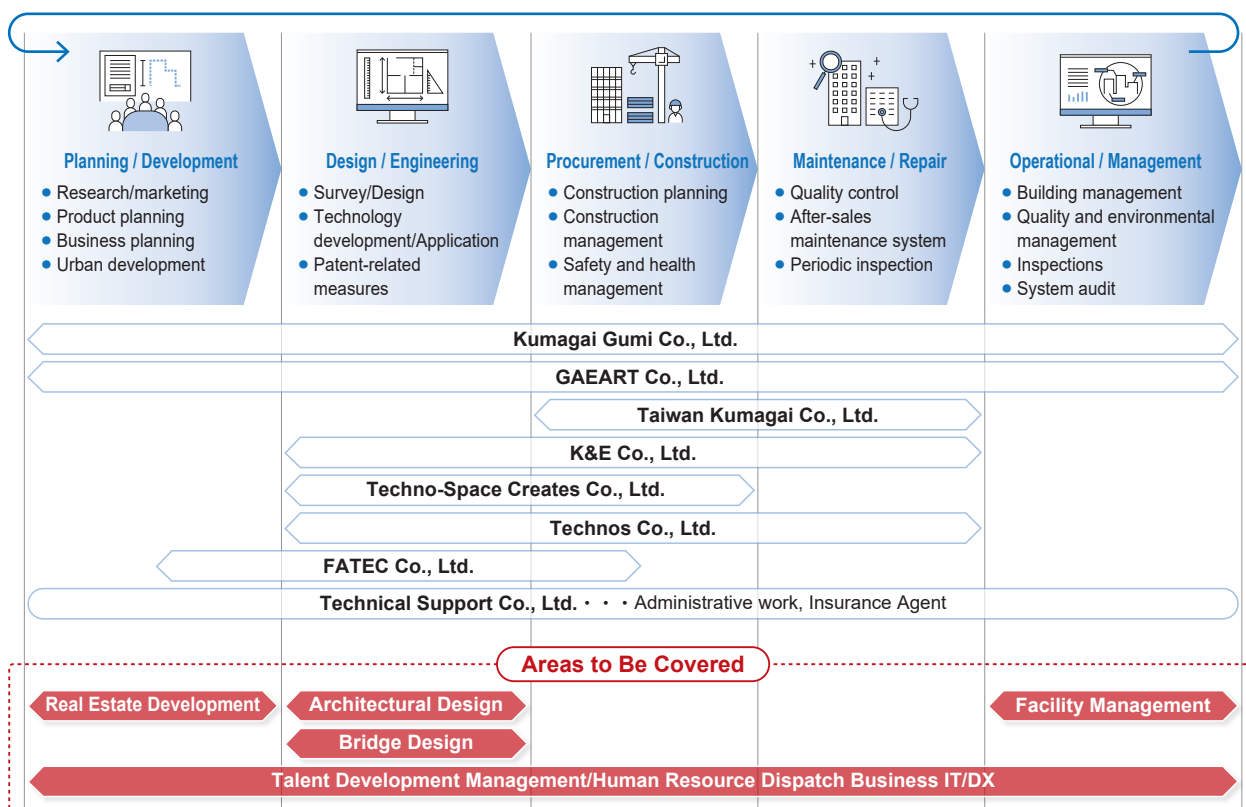 Planning / Development
• Research/marketing
• Product planning
• Business planning
• Urban development
Design / Engineering
• Survey/Design
• Technology
development/Application
• Patent-related
measures
Procurement / Construction
• Construction planning
• Construction
management
• Safety and health
management
Maintenance / Repair
• Quality control
• After-sales
maintenance system
• Periodic inspection
Operational / Management
• Building management
• Quality and environmental
management
• Inspections
• System audit
Kumagai Gumi Co., Ltd.
GAEART Co., Ltd.
Taiwan Kumagai Co., Ltd.
K&E Co., Ltd.
Techno-Space Creates Co., Ltd.
Technos Co., Ltd.
FATEC Co., Ltd.
Technical Support Co., Ltd.・・・Administrative work, Insurance Agent
Areas to Be Covered
Real Estate Development
Architectural Design
Facility Management
Bridge Design
Talent Development Management/Human Resource Dispatch Business IT/DX